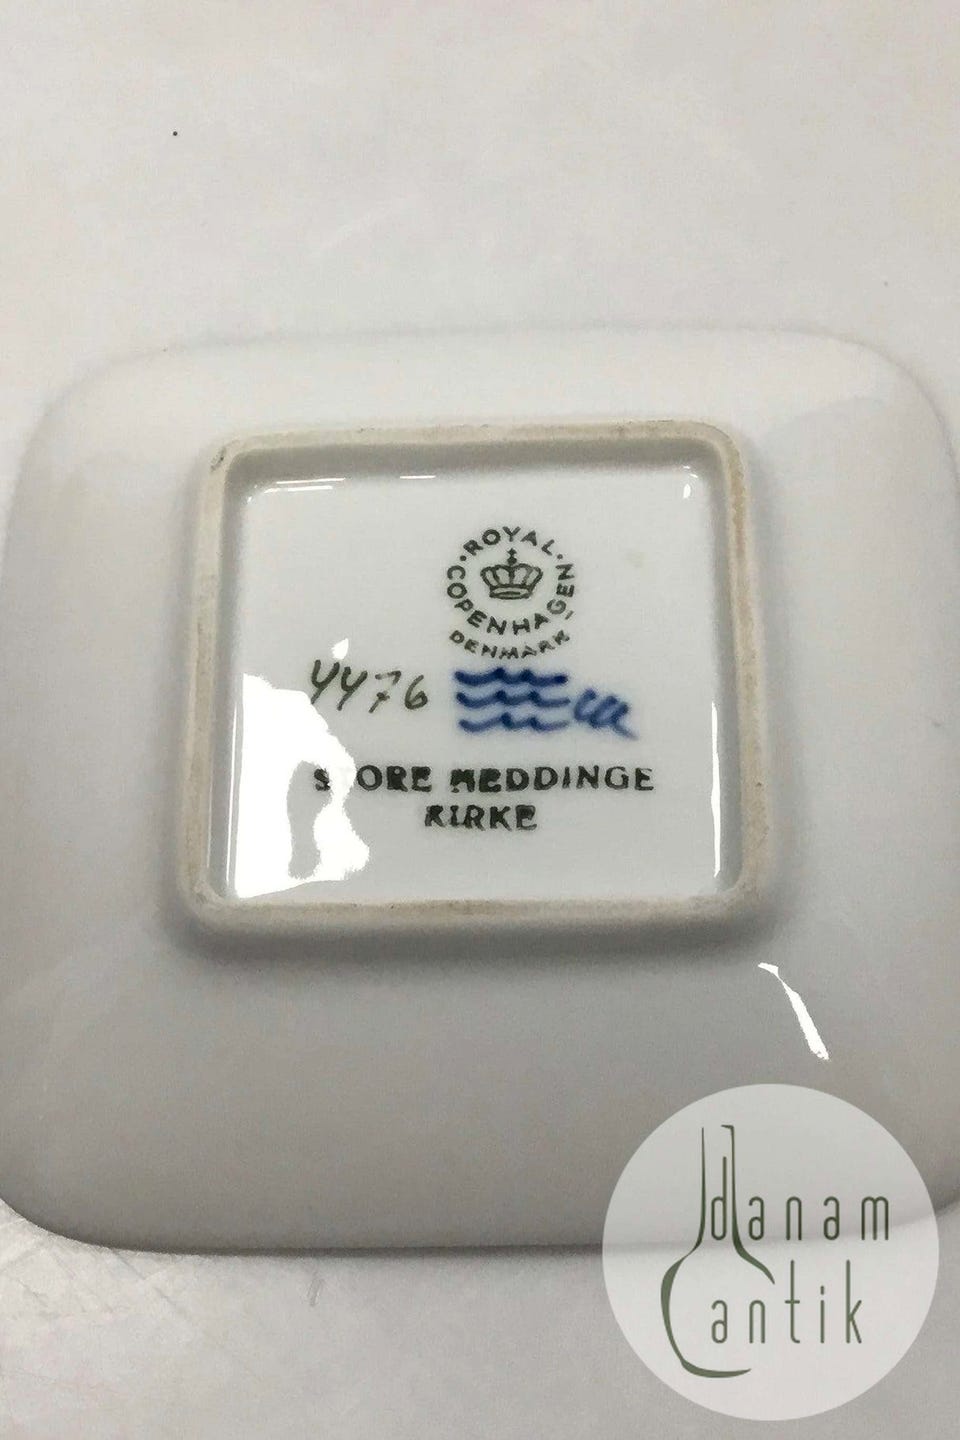 ROYAL
COPENHAGEN
DENMARK
4476
STORE HEDDINGE
KIRKE
danam
antik